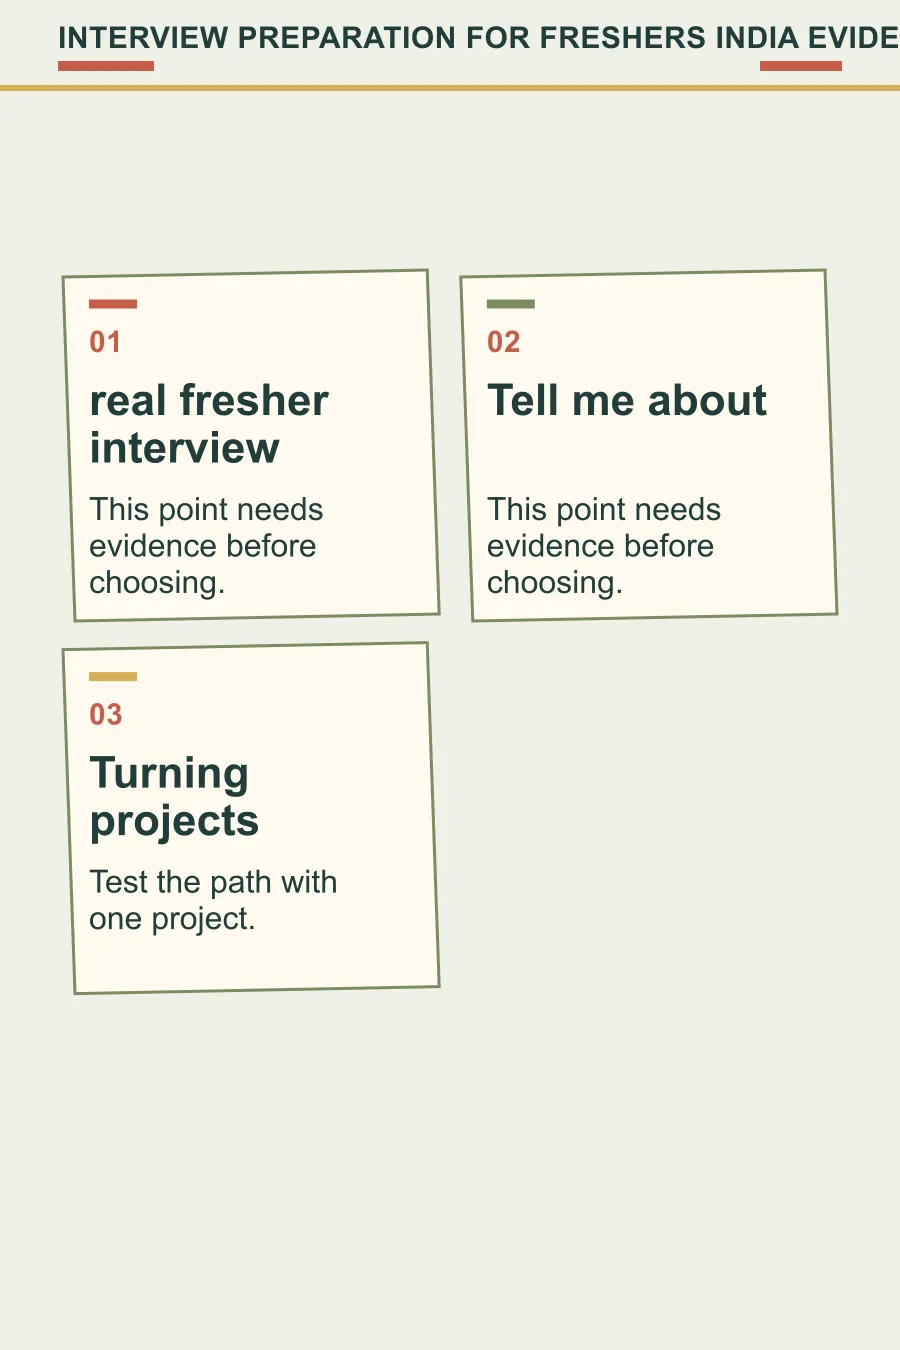 INTERVIEW PREPARATION FOR FRESHERS INDIA EVIDE
01
real fresher
interview
This point needs
evidence before
choosing.
02
Tell me about
This point needs
evidence before
choosing.
03
Turning
projects
Test the path with
one project.